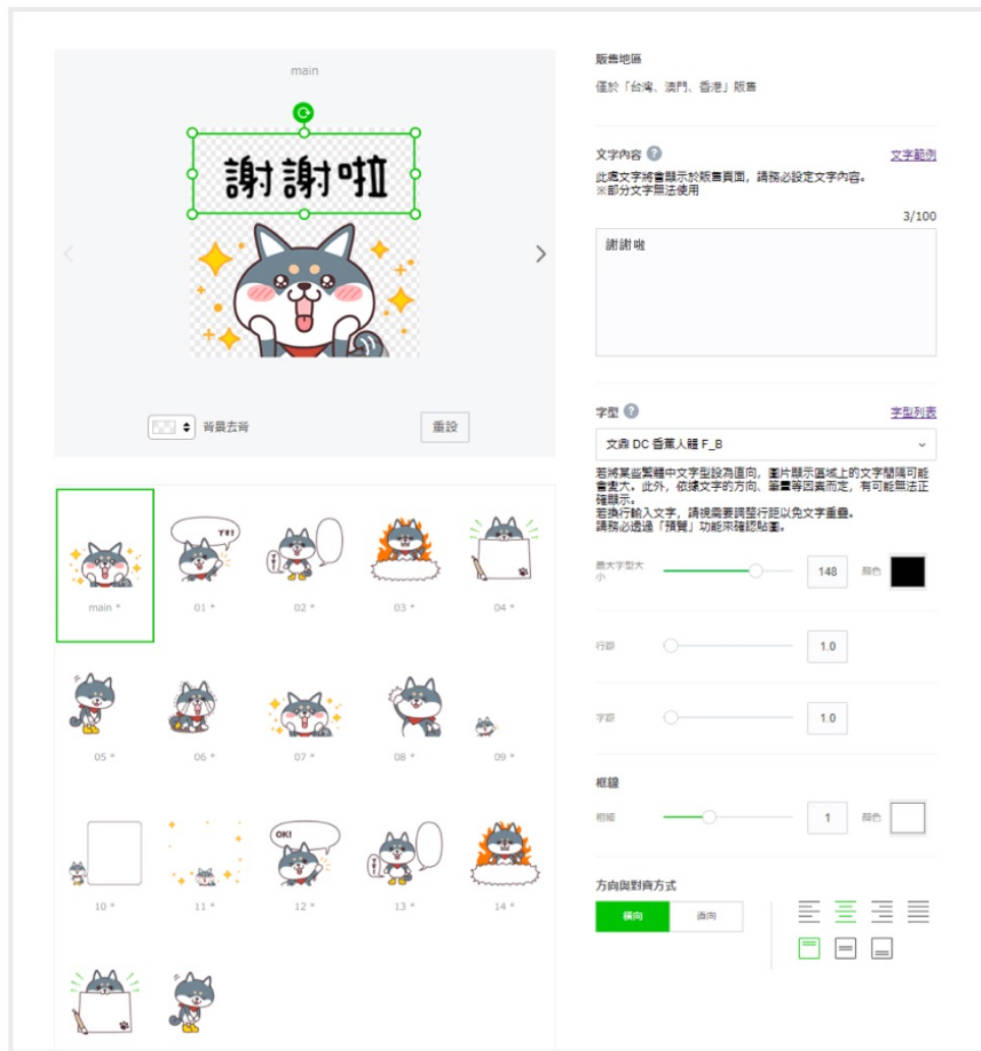 main
謝謝啦
背景去背
重設
main *
01 *
02 *
03 *
04 *
05 *
06 *
07 *
08 *
09 *
10 *
11 *
OK!
12 *
13 *
14 *
販售地區
僅於「台灣、澳門、香港」販售
文字內容 ?
文字範例
此處文字將會顯示於販售頁面，請務必設定文字內容。
※部分文字無法使用
3/100
謝謝啦
字型 ?
字型列表
文鼎 DC 香蕉人體 F_B
若將某些繁體中文字型設為直向，圖片顯示區域上的文字間隔可能
會變大。此外，依據文字的方向、筆畫等因素而定，有可能無法正
確顯示。
若換行輸入文字，請視需要調整行距以免文字重疊。
請務必透過「預覽」功能來確認貼圖。
最大字型大
小
148
顏色
行距
1.0
字距
1.0
框線
粗細
1
顏色
方向與對齊方式
橫向
直向